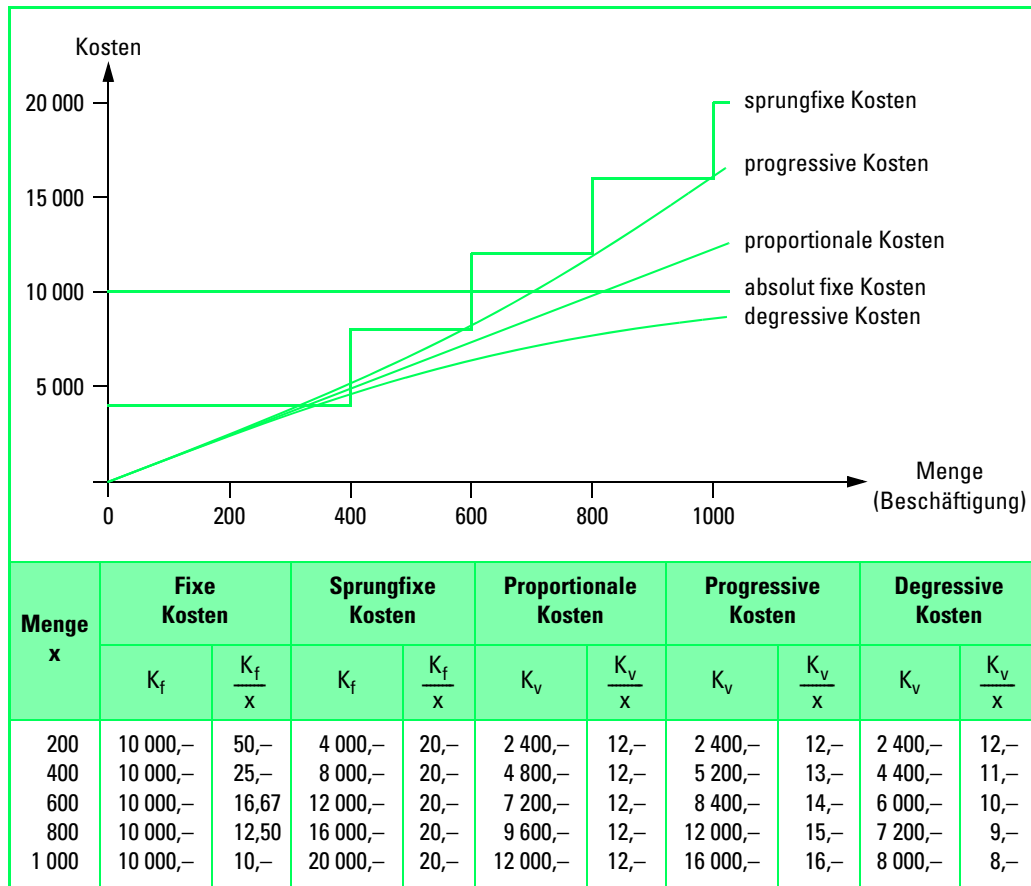 Kosten
20 000
sprungfixe Kosten
progressive Kosten
15 000
proportionale Kosten
10 000
absolut fixe Kosten
degressive Kosten
5 000
Menge
(Beschäftigung)
0 200 400 600 800 1000
Menge x Fixe Kosten Sprungfixe Kosten Proportionale Kosten Progressive Kosten Degressive Kosten
K_f K_f/x K_f K_f/x K_v K_v/x K_v K_v/x K_v K_v/x
200 10 000,– 50,– 4 000,– 20,– 2 400,– 12,– 2 400,– 12,– 2 400,– 12,–
400 10 000,– 25,– 8 000,– 20,– 4 800,– 12,– 5 200,– 13,– 4 400,– 11,–
600 10 000,– 16,67 12 000,– 20,– 7 200,– 12,– 8 400,– 14,– 6 000,– 10,–
800 10 000,– 12,50 16 000,– 20,– 9 600,– 12,– 12 000,– 15,– 7 200,– 9,–
1 000 10 000,– 10,– 20 000,– 20,– 12 000,– 12,– 16 000,– 16,– 8 000,– 8,–